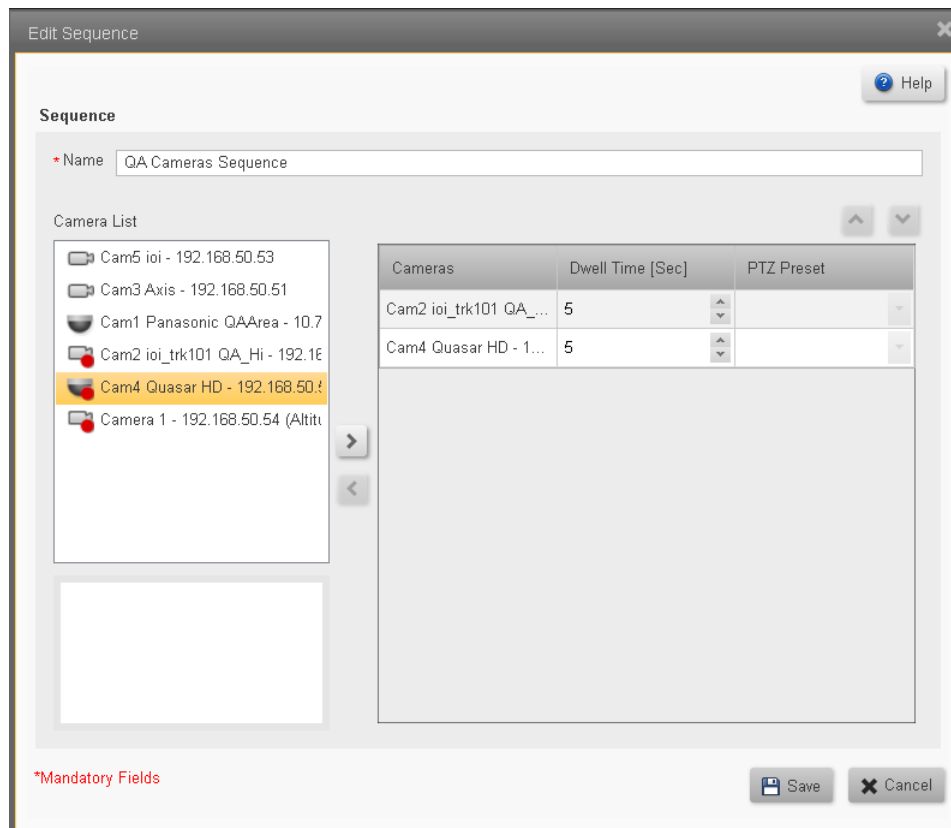 Edit Sequence
Help
Sequence
*Name QA Cameras Sequence
Camera List
Cam5 ioi - 192.168.50.53
Cam3 Axis - 192.168.50.51
Cam1 Panasonic QAArea - 10.7
Cam2 ioi_trk101 QA_Hi - 192.16
Cam4 Quasar HD - 192.168.50.
Camera 1 - 192.168.50.54 (Altitu
Cameras Dwell Time [Sec] PTZ Preset
Cam2 ioi_trk101 QA_... 5
Cam4 Quasar HD - 1... 5
*Mandatory Fields
Save Cancel